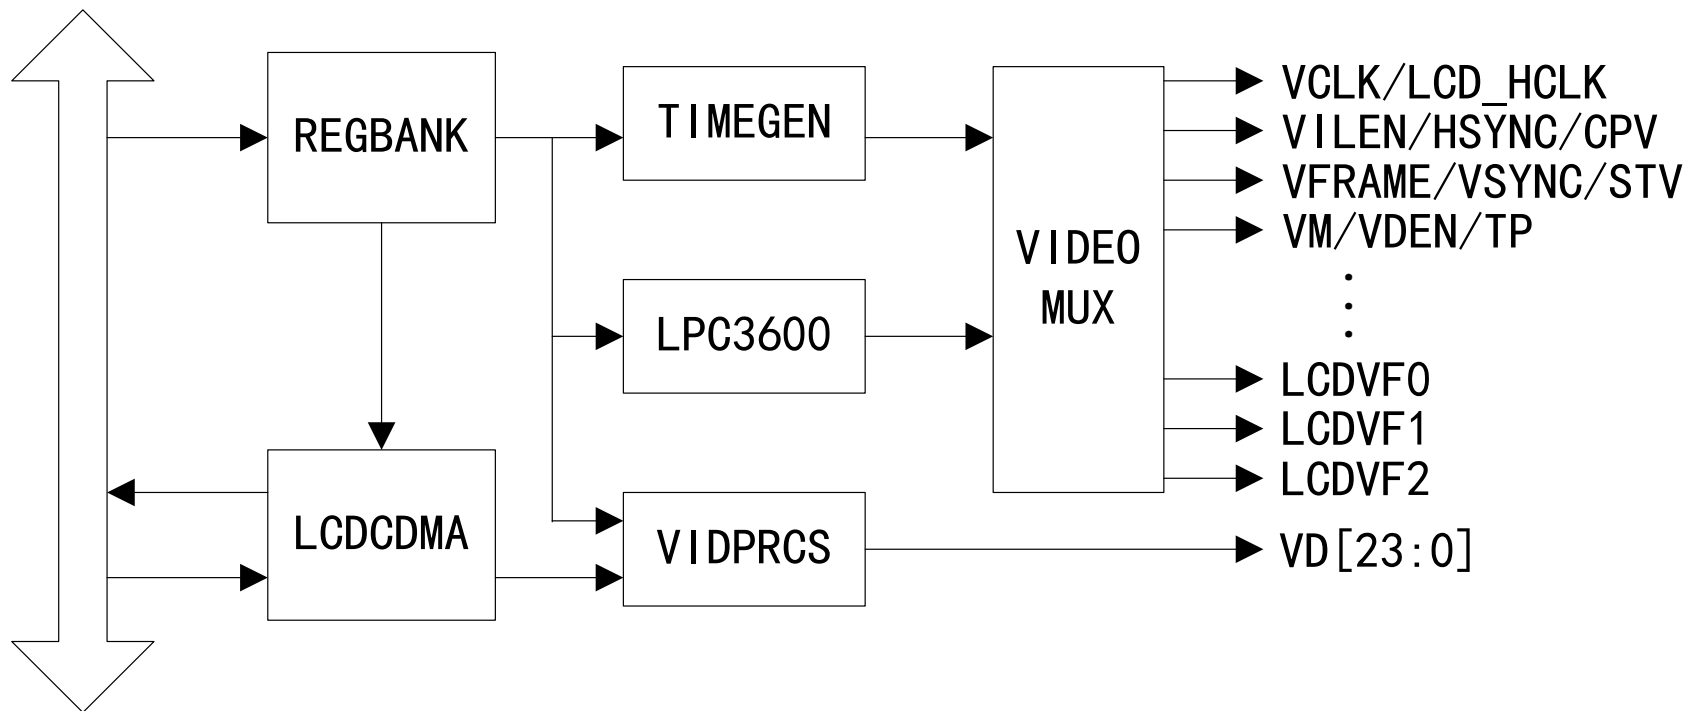 REGBANK
TIMEGEN
LPC3600
VIDEO
MUX
LCDCDMA
VIDPRCS
VCLK/LCD_HCLK
VILEN/HSYNC/CPV
VFRAME/VSYNC/STV
VM/VDEN/TP
LCDVF0
LCDVF1
LCDVF2
VD[23:0]